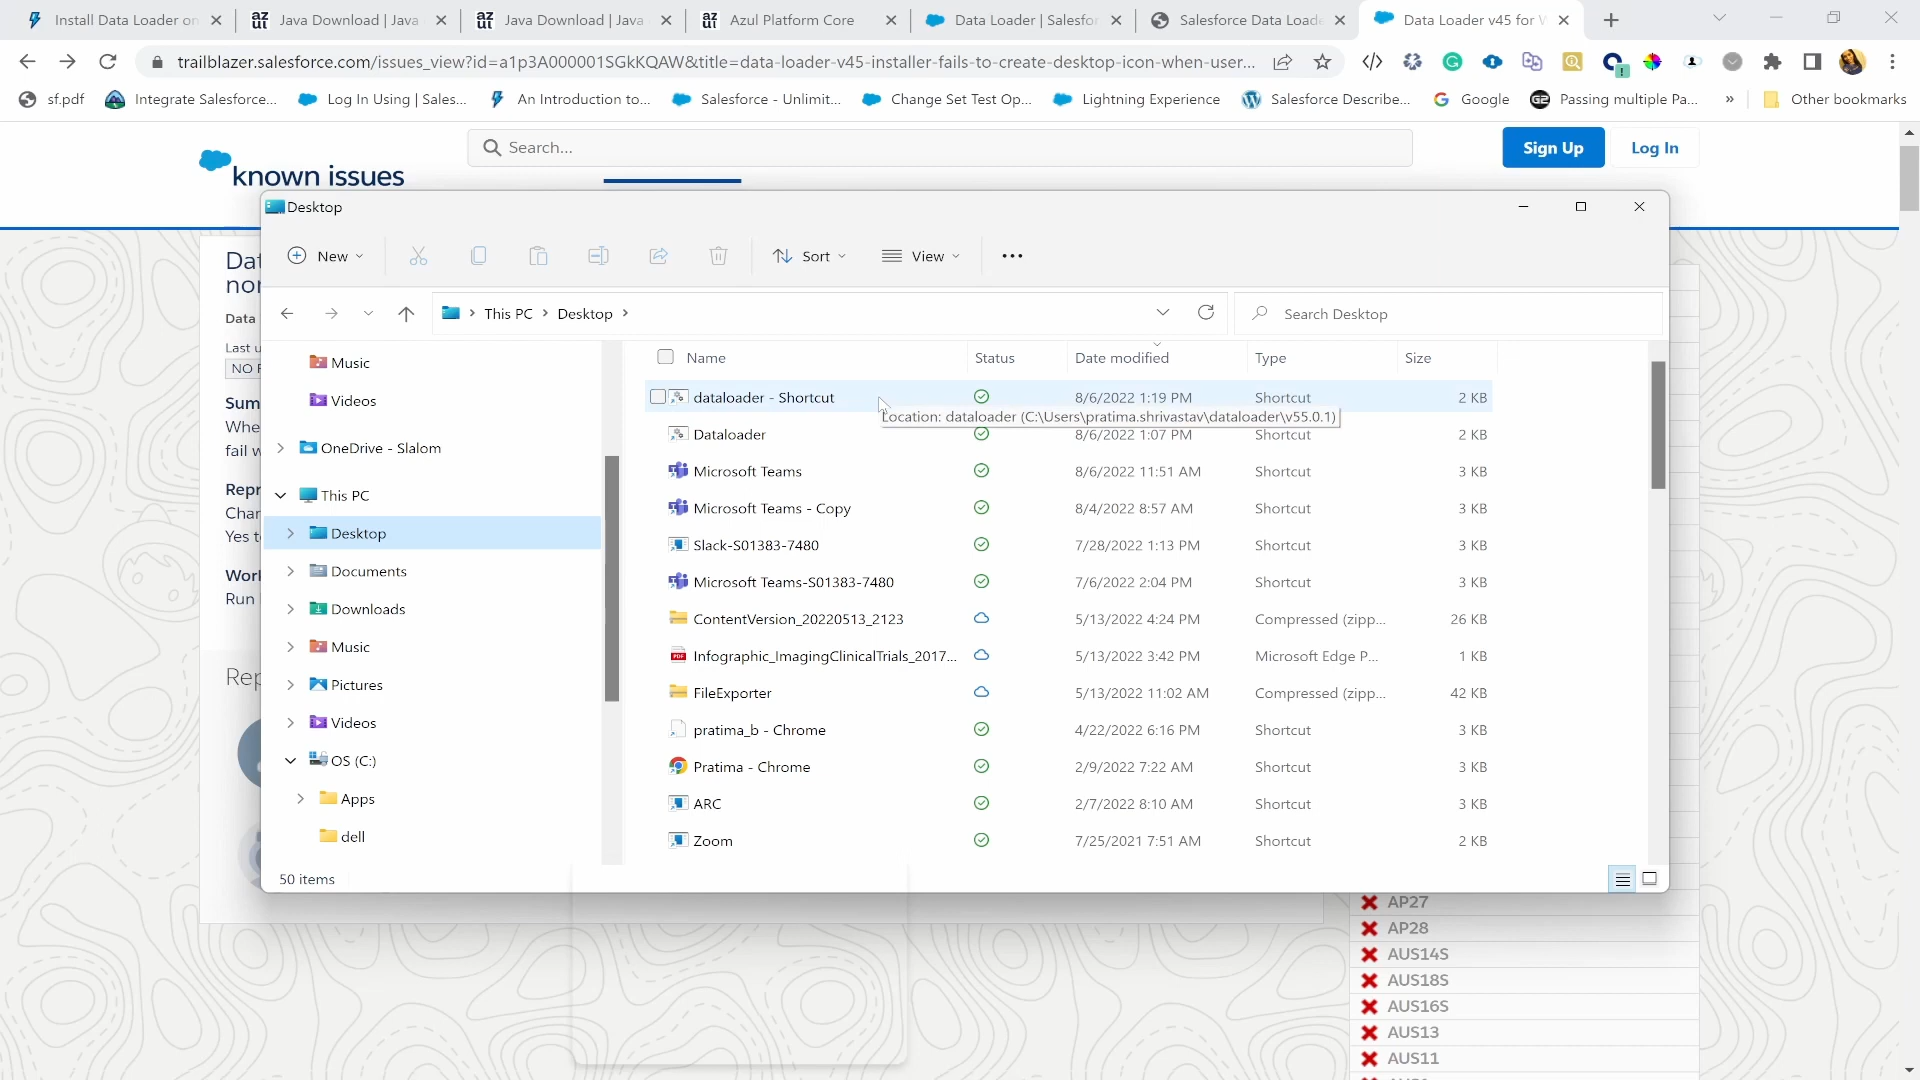 Install Data Loader on
Java Download | Java
Java Download | Java
Azul Platform Core
Data Loader | Salesfor
Salesforce Data Loade
Data Loader v45 for
trailblazer.salesforce.com/issues_view?id=a1p3A000001SGkKQAW&title=data-loader-v45-installer-fails-to-create-desktop-icon-when-user...
sf.pdf
Integrate Salesforce...
Log In Using | Sales...
An Introduction to...
Salesforce - Unlimit...
Change Set Test Op...
Lightning Experience
Salesforce Describe...
Google
Passing multiple Pa...
»
Other bookmarks
known issues
Search...
Sign Up
Log In
Desktop
New
Sort
View
This PC > Desktop >
Search Desktop
Music
Videos
OneDrive - Slalom
This PC
Desktop
Documents
Downloads
Music
Pictures
Videos
OS (C:)
Apps
dell
Name Status Date modified Type Size
dataloader - Shortcut 8/6/2022 1:19 PM Shortcut 2 KB
Location: dataloader (C:\Users\pratima.shrivastav\dataloader\v55.0.1)
Dataloader 8/6/2022 1:07 PM Shortcut 2 KB
Microsoft Teams 8/6/2022 11:51 AM Shortcut 3 KB
Microsoft Teams - Copy 8/4/2022 8:57 AM Shortcut 3 KB
Slack-S01383-7480 7/28/2022 1:13 PM Shortcut 3 KB
Microsoft Teams-S01383-7480 7/6/2022 2:04 PM Shortcut 3 KB
ContentVersion_20220513_2123 5/13/2022 4:24 PM Compressed (zipp... 26 KB
Infographic_ImagingClinicalTrials_2017... 5/13/2022 3:42 PM Microsoft Edge P... 1 KB
FileExporter 5/13/2022 11:02 AM Compressed (zipp... 42 KB
pratima_b - Chrome 4/22/2022 6:16 PM Shortcut 3 KB
Pratima - Chrome 2/9/2022 7:22 AM Shortcut 3 KB
ARC 2/7/2022 8:10 AM Shortcut 3 KB
Zoom 7/25/2021 7:51 AM Shortcut 2 KB
50 items
Data
Last u
Sum
Whe
fail w
Repr
Char
Yes t
Work
Run
Rep
AP27
AP28
AUS14S
AUS18S
AUS16S
AUS13
AUS11